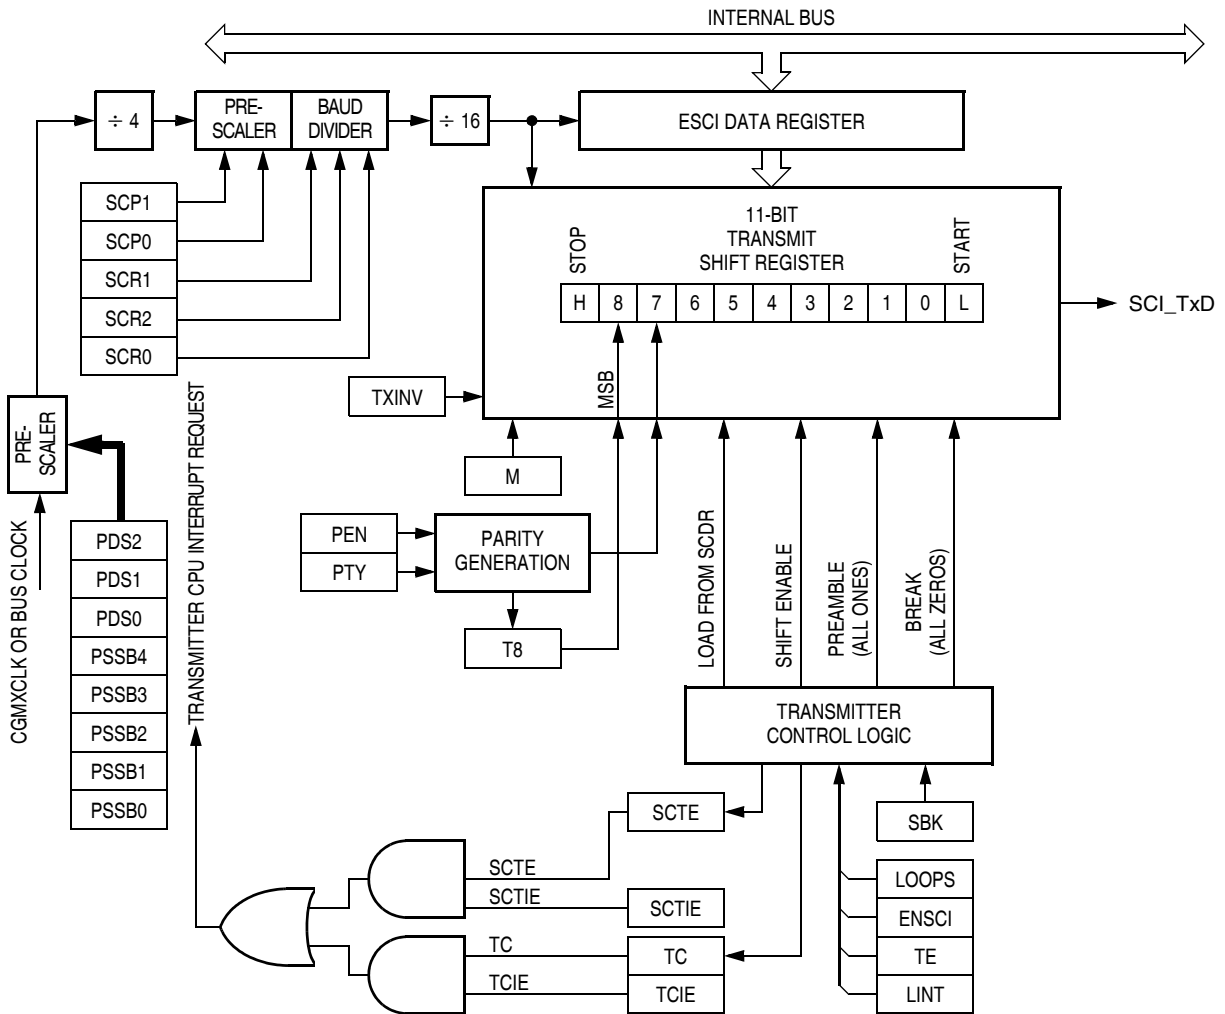 INTERNAL BUS
÷ 4
PRE-
SCALER
BAUD
DIVIDER
÷ 16
ESCI DATA REGISTER
SCP1
SCP0
SCR1
SCR2
SCR0
11-BIT
TRANSMIT
SHIFT REGISTER
STOP
START
H 8 7 6 5 4 3 2 1 0 L
SCI_TxD
TXINV
MSB
M
PRE-
SCALER
CGMXCLK OR BUS CLOCK
TRANSMITTER CPU INTERRUPT REQUEST
PDS2
PDS1
PDS0
PSSB4
PSSB3
PSSB2
PSSB1
PSSB0
PEN
PTY
PARITY
GENERATION
T8
LOAD FROM SCDR
SHIFT ENABLE
PREAMBLE
(ALL ONES)
BREAK
(ALL ZEROS)
TRANSMITTER
CONTROL LOGIC
SCTE
SBK
SCTE
SCTIE
SCTIE
TC
TC
TCIE
TCIE
LOOPS
ENSCI
TE
LINT